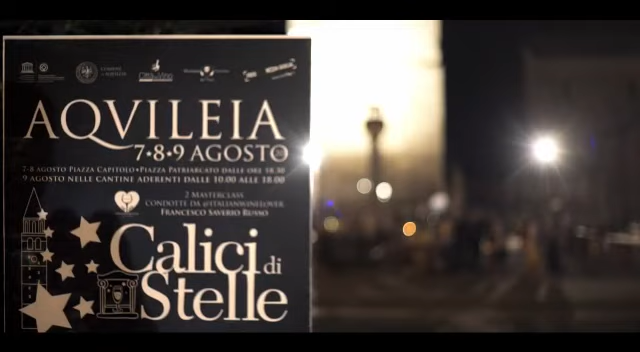 AQVILEIA
7•8•9 AGOSTO
7-8 AGOSTO PIAZZA CAPITOLO•PIAZZA PATRIARCATO DALLE ORE 18.30
9 AGOSTO NELLE CANTINE ADERENTI DALLE 10.00 ALLE 18.00
2 MASTERCLASS
CONDOTTE DA @ITALIANWINELOVER
FRANCESCO SAVERIO RUSSO
Calici di
Stelle